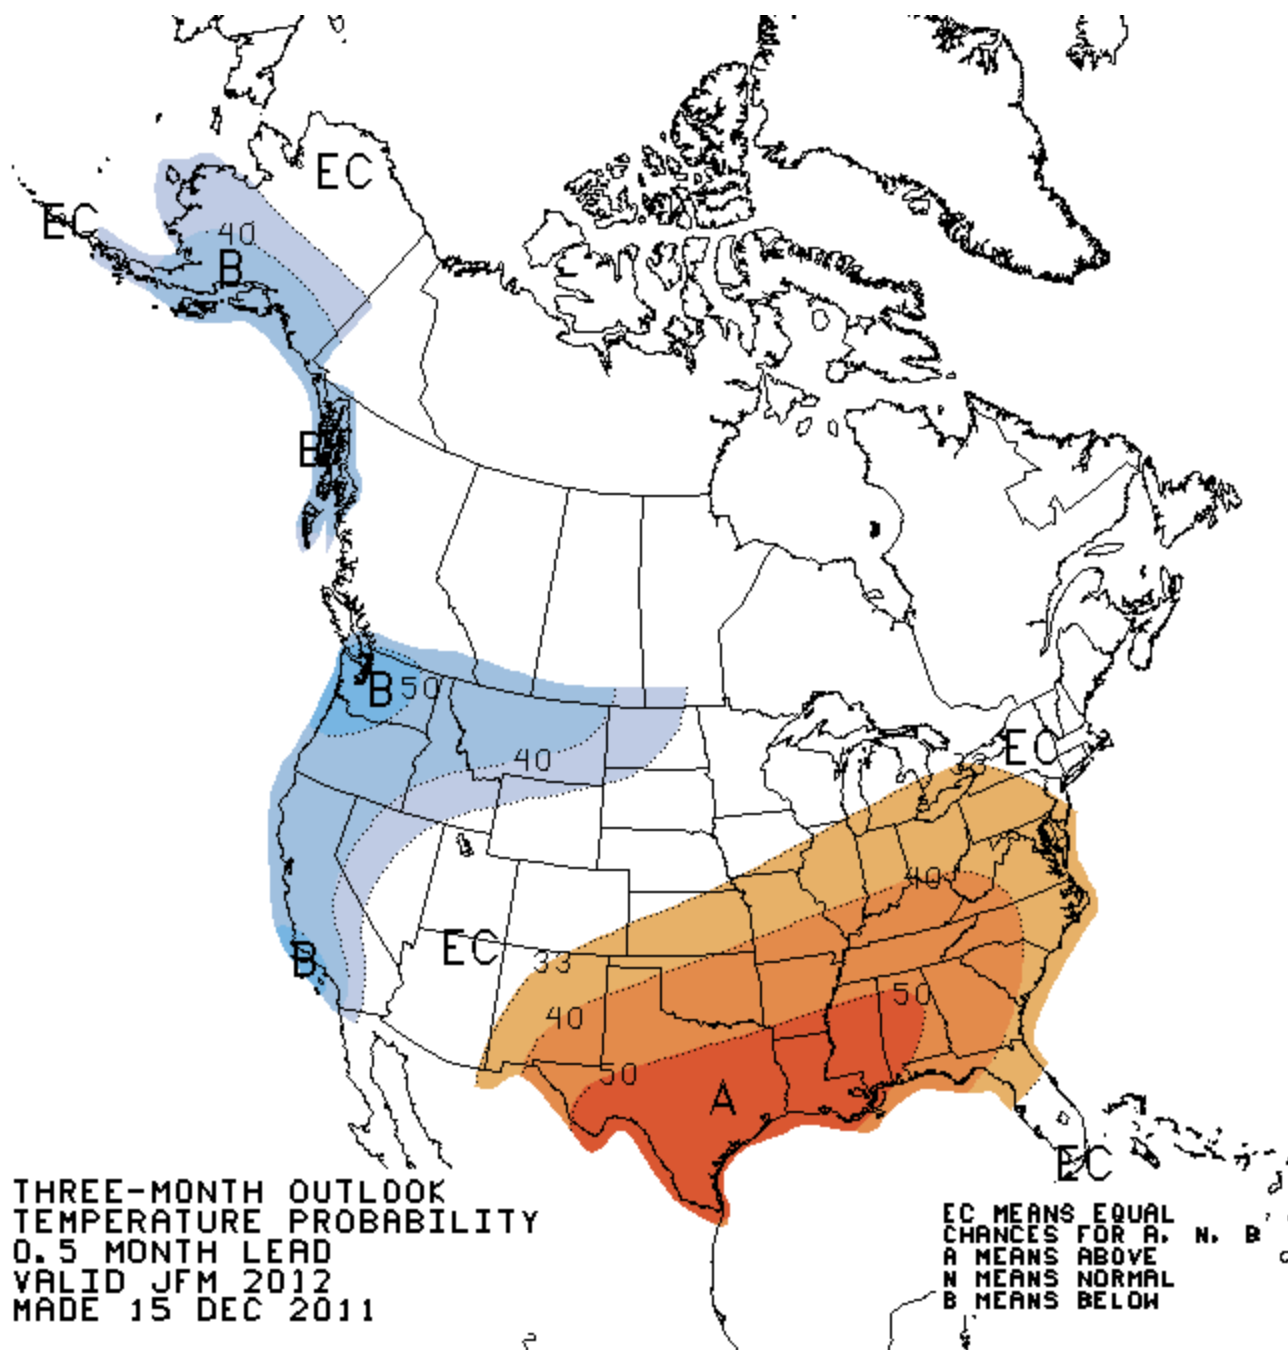 EC
EC
40
B
B
B 50
40
EC
40
EC
33
B
50
40
50
A
EC
THREE-MONTH OUTLOOK
TEMPERATURE PROBABILITY
0.5 MONTH LEAD
VALID JFM 2012
MADE 15 DEC 2011
EC MEANS EQUAL
CHANCES FOR A, N, B
A MEANS ABOVE
N MEANS NORMAL
B MEANS BELOW